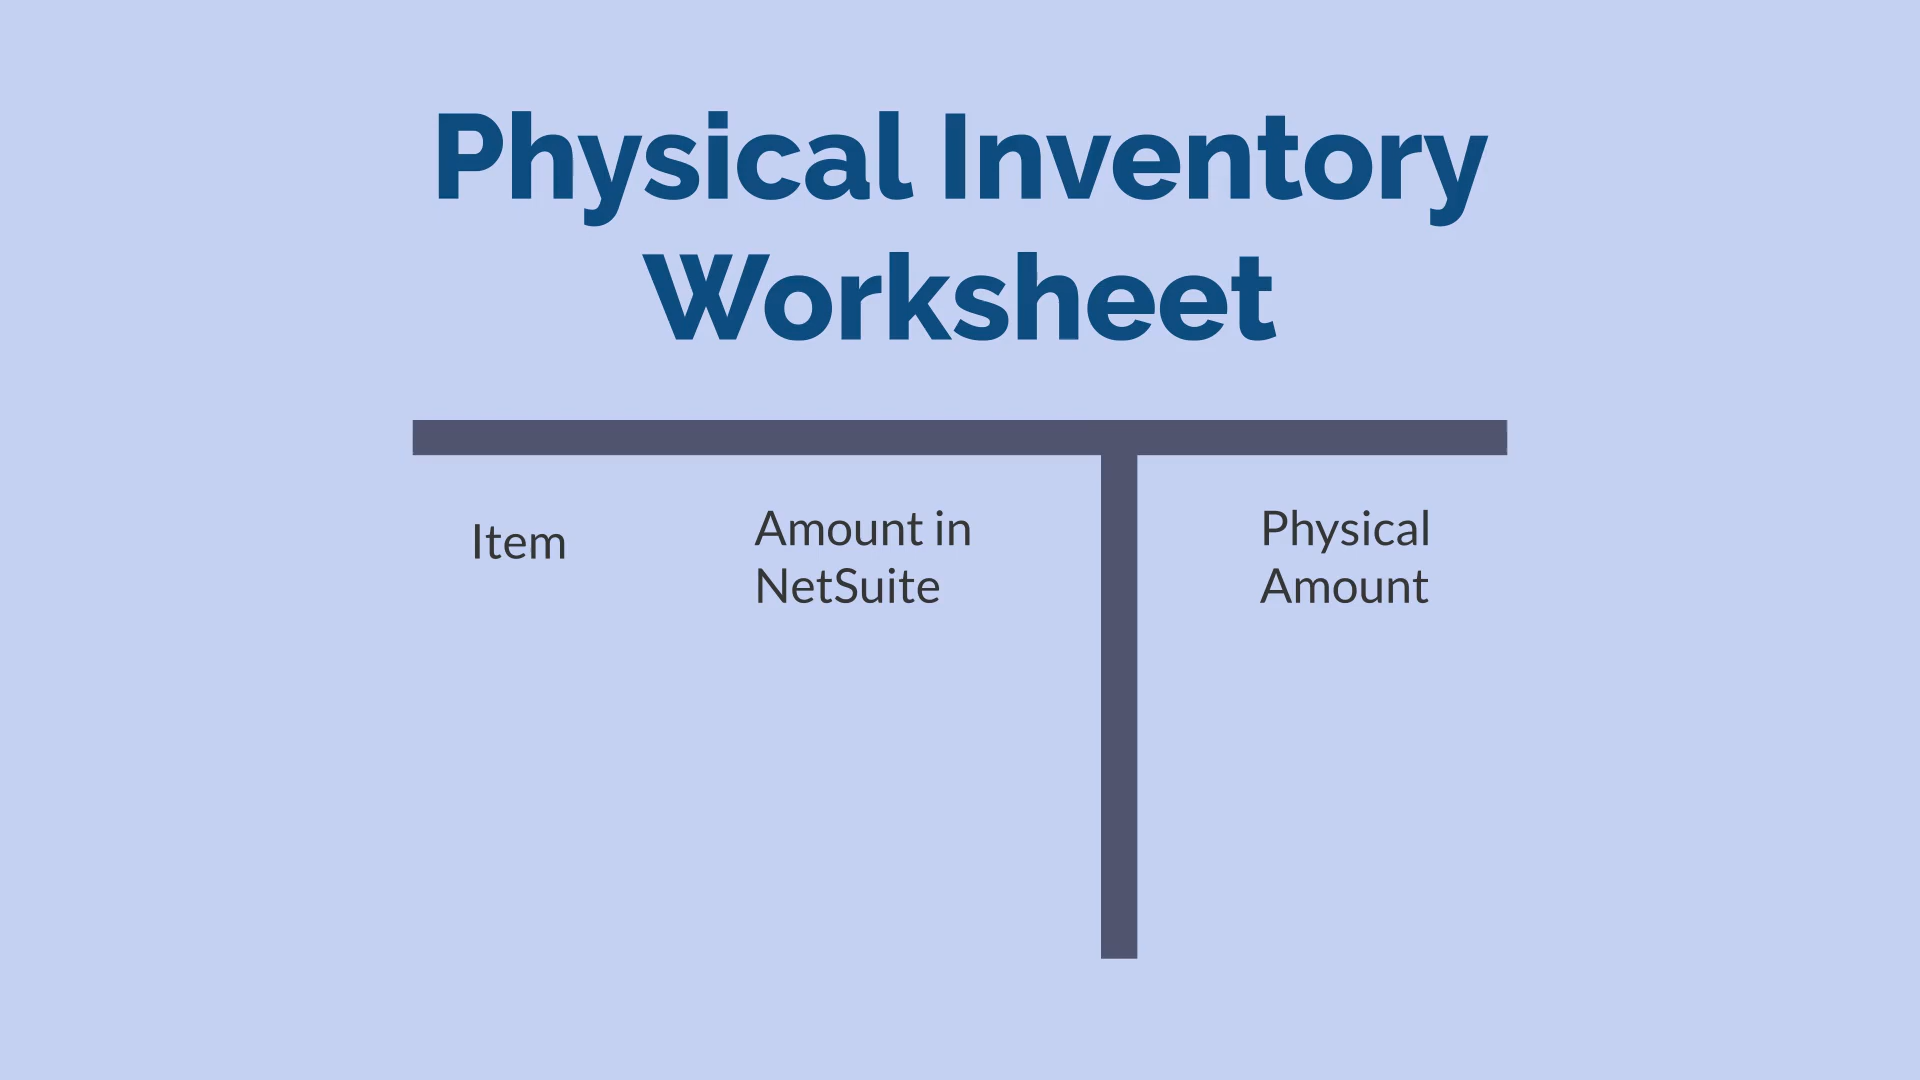 Physical Inventory
Worksheet
Item
Amount in
NetSuite
Physical
Amount